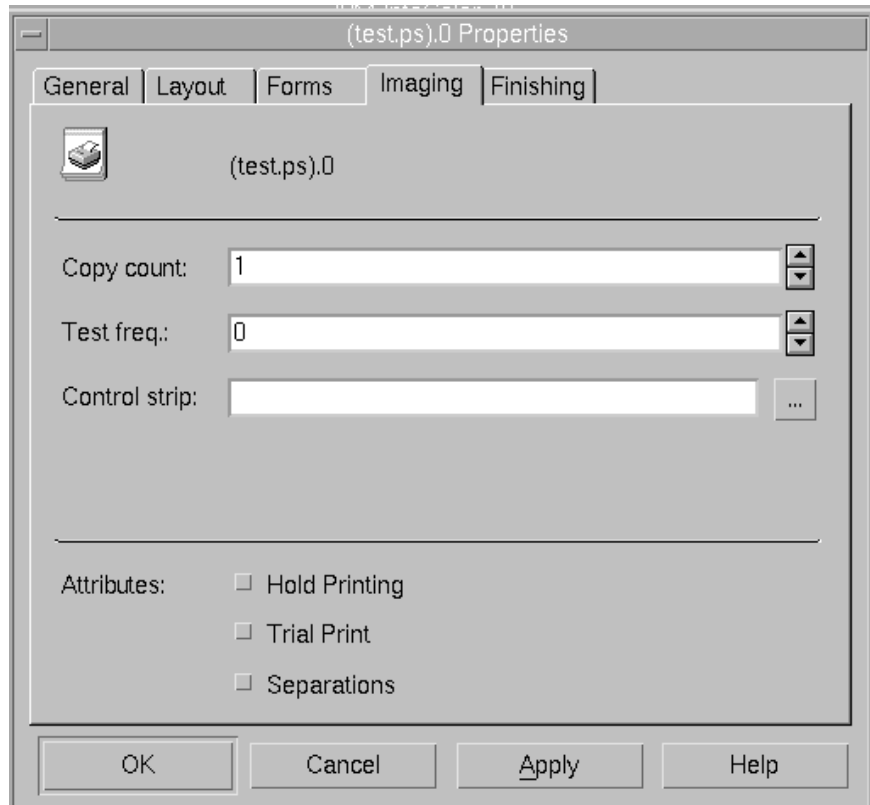 (test.ps).0 Properties
General Layout Forms Imaging Finishing
(test.ps).0
Copy count: 1
Test freq.: 0
Control strip: ...
Attributes: Hold Printing
Trial Print
Separations
OK Cancel Apply Help